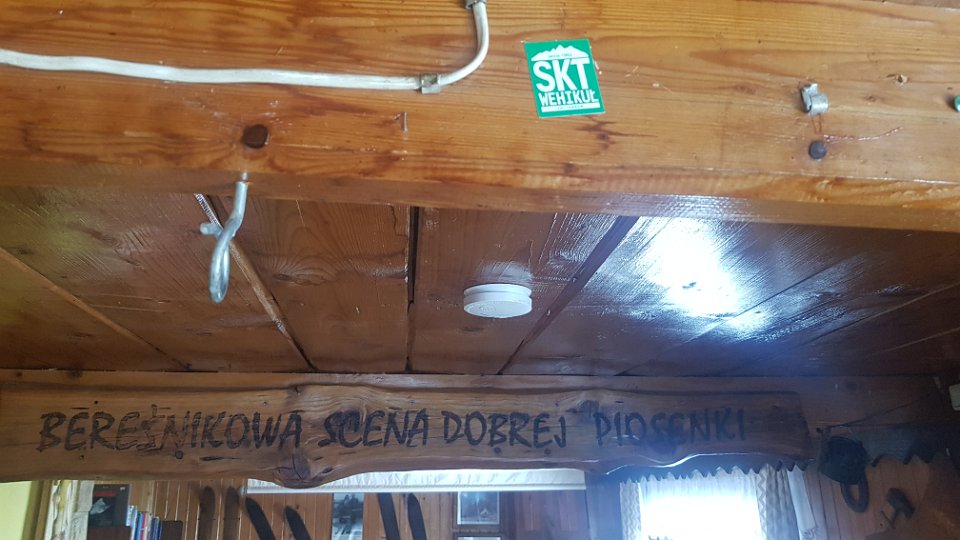 SKT
WEHIKUŁ
BEREŚNIKOWA SCENA DOBREJ PIOSENKI